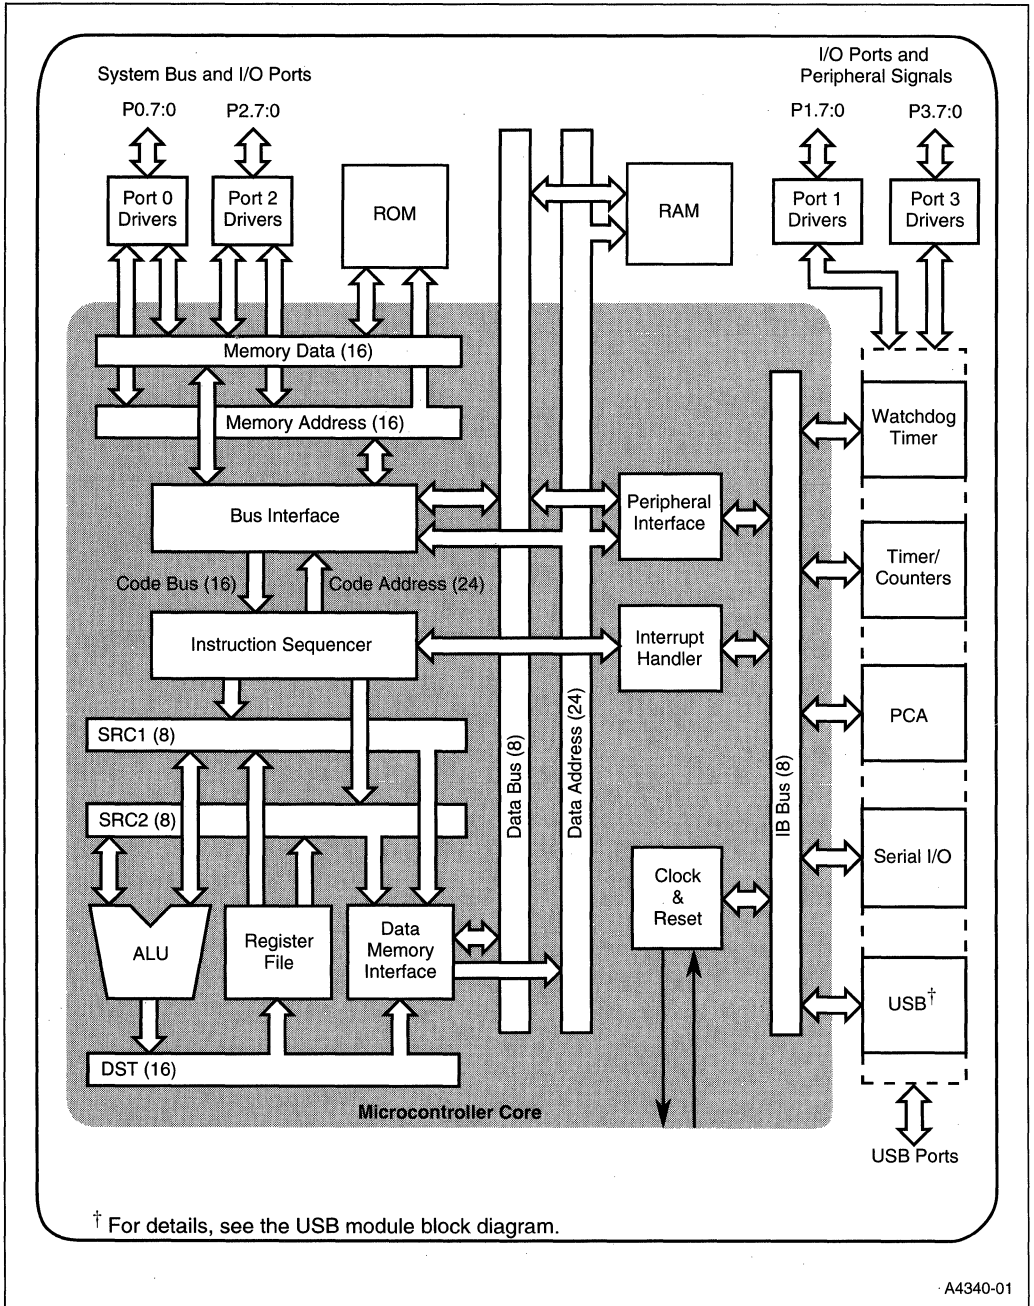 System Bus and I/O Ports
I/O Ports and
Peripheral Signals
P0.7:0
P2.7:0
P1.7:0
P3.7:0
Port 0
Drivers
Port 2
Drivers
ROM
RAM
Port 1
Drivers
Port 3
Drivers
Memory Data (16)
Memory Address (16)
Bus Interface
Code Bus (16)
Code Address (24)
Instruction Sequencer
SRC1 (8)
SRC2 (8)
ALU
Register
File
Data
Memory
Interface
DST (16)
Data Bus (8)
Data Address (24)
Peripheral
Interface
Interrupt
Handler
Clock
&
Reset
IB Bus (8)
Watchdog
Timer
Timer/
Counters
PCA
Serial I/O
USB†
USB Ports
Microcontroller Core
† For details, see the USB module block diagram.
A4340-01